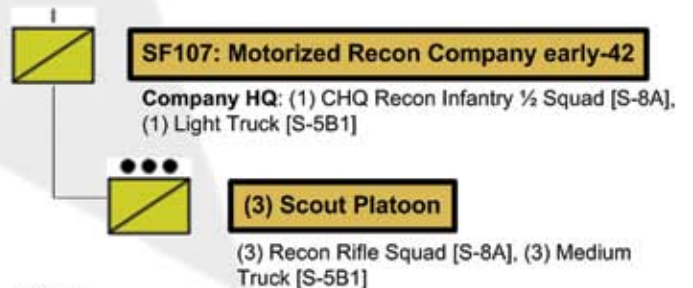 SF107: Motorized Recon Company early-42
Company HQ: (1) CHQ Recon Infantry ½ Squad [S-8A],
(1) Light Truck [S-5B1]
(3) Scout Platoon
(3) Recon Rifle Squad [S-8A], (3) Medium
Truck [S-5B1]